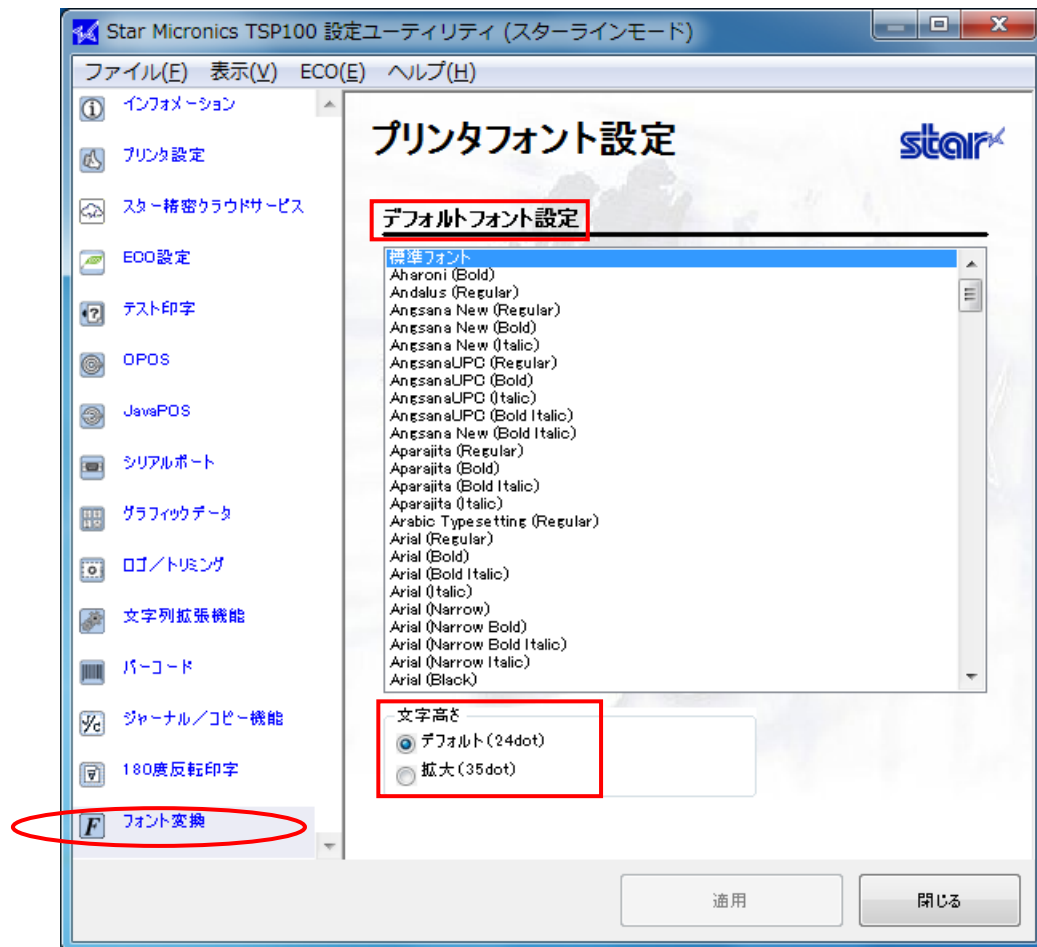 Star Micronics TSP100 設定ユーティリティ (スターラインモード)
ファイル(F) 表示(V) ECO(E) ヘルプ(H)
インフォメーション
プリンタ設定
スター精密クラウドサービス
ECO設定
テスト印字
OPOS
JavaPOS
シリアルポート
グラフィックデータ
ロゴ/トリミング
文字列拡張機能
バーコード
ジャーナル/コピー機能
180度反転印字
フォント変換
プリンタフォント設定
star
デフォルトフォント設定
標準フォント
Aharoni (Bold)
Andalus (Regular)
Angsana New (Regular)
Angsana New (Bold)
Angsana New (Italic)
AngsanaUPC (Regular)
AngsanaUPC (Bold)
AngsanaUPC (Italic)
AngsanaUPC (Bold Italic)
Angsana New (Bold Italic)
Aparajita (Regular)
Aparajita (Bold)
Aparajita (Bold Italic)
Aparajita (Italic)
Arabic Typesetting (Regular)
Arial (Regular)
Arial (Bold)
Arial (Bold Italic)
Arial (Italic)
Arial (Narrow)
Arial (Narrow Bold)
Arial (Narrow Bold Italic)
Arial (Narrow Italic)
Arial (Black)
文字高さ
デフォルト(24dot)
拡大(35dot)
適用
閉じる